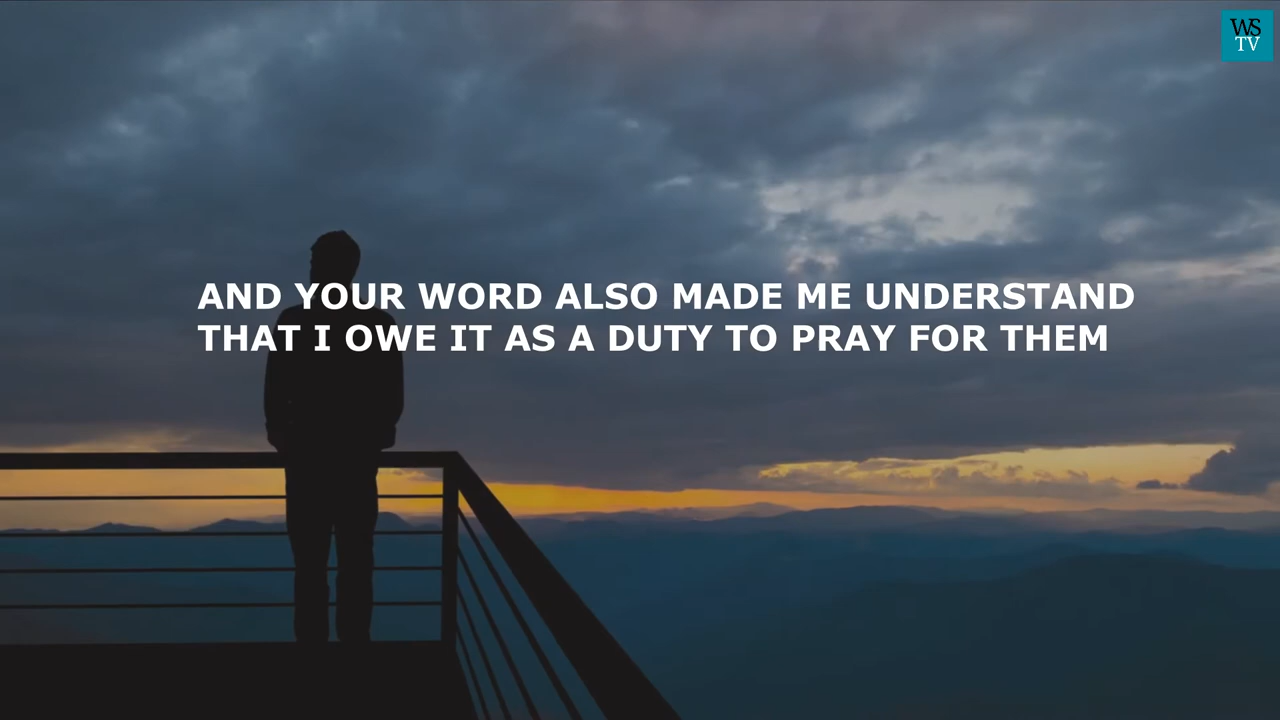 WS
TV
AND YOUR WORD ALSO MADE ME UNDERSTAND
THAT I OWE IT AS A DUTY TO PRAY FOR THEM